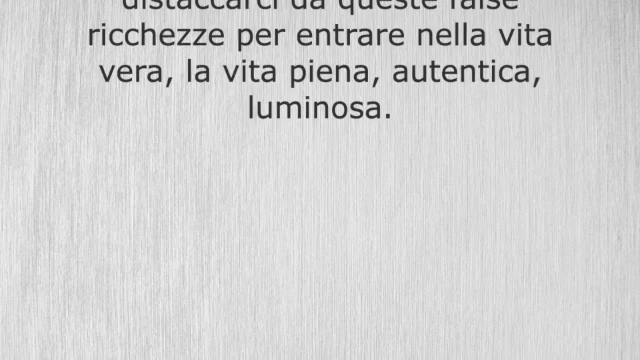 distaccarci da queste false
ricchezze per entrare nella vita
vera, la vita piena, autentica,
luminosa.